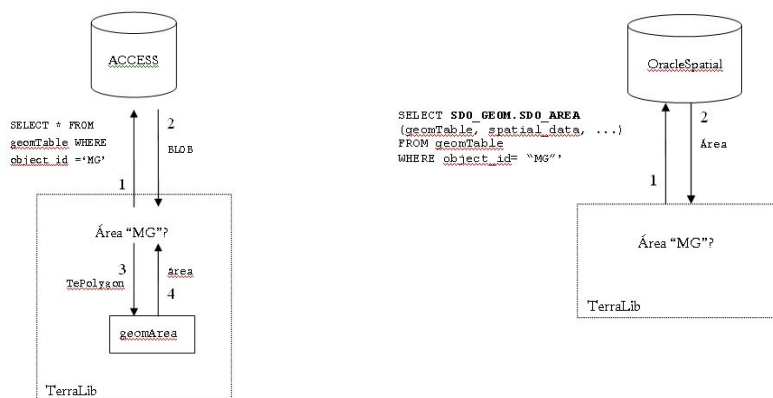 ACCESS
SELECT * FROM
geomTable WHERE
object_id ='MG'
1
2
BLOB
Área "MG"?
3
TePolygon
área
4
geomArea
TerraLib
OracleSpatial
SELECT SDO_GEOM.SDO_AREA
(geomTable, spatial_data, ...)
FROM geomTable
WHERE object_id= "MG"'
1
2
Área
Área "MG"?
TerraLib